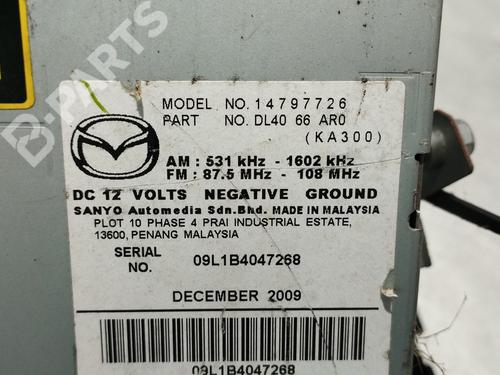 B-PARTS
MODEL NO. 14797726
PART NO. DL40 66 AR0
(KA300)
AM : 531 kHz - 1602 kHz
FM : 87.5 MHz - 108 MHz
DC 12 VOLTS NEGATIVE GROUND
SANYO Automedia Sdn.Bhd. MADE IN MALAYSIA
PLOT 10 PHASE 4 PRAI INDUSTRIAL ESTATE,
13600, PENANG MALAYSIA
SERIAL NO. 09L1B4047268
DECEMBER 2009
09L1B4047268